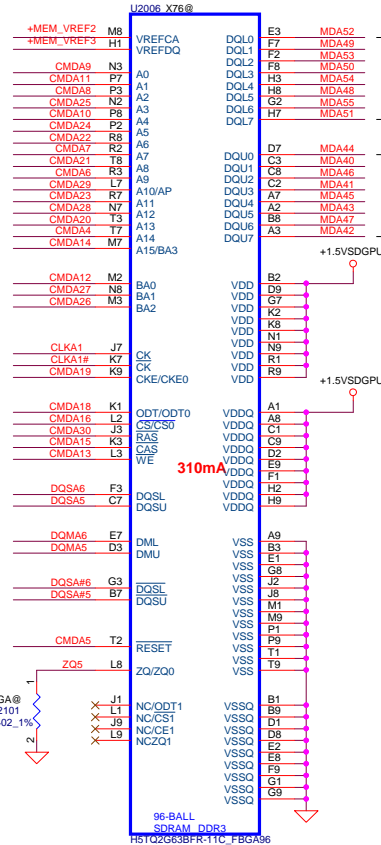 U2006 X76@
+MEM_VREF2 M8 VREFCA E3 DQL0 MDA52
+MEM_VREF3 H1 VREFDQ F7 DQL1 MDA49
F2 DQL2 MDA53
CMDA9 N3 A0 F8 DQL3 MDA50
CMDA11 P7 A1 H3 DQL4 MDA54
CMDA8 P3 A2 H8 DQL5 MDA48
CMDA25 N2 A3 G2 DQL6 MDA55
CMDA10 P8 A4 H7 DQL7 MDA51
CMDA24 P2 A5
CMDA22 R8 A6
CMDA7 R2 A7 D7 DQU0 MDA44
CMDA21 T8 A8 C3 DQU1 MDA40
CMDA6 R3 A9 C8 DQU2 MDA46
CMDA29 L7 A10/AP C2 DQU3 MDA41
CMDA23 R7 A11 A7 DQU4 MDA45
CMDA28 N7 A12 A2 DQU5 MDA43
CMDA20 T3 A13 B8 DQU6 MDA47
CMDA4 T7 A14 A3 DQU7 MDA42
CMDA14 M7 A15/BA3
+1.5VSDGPU
CMDA12 M2 BA0 B2 VDD
CMDA27 N8 BA1 D9 VDD
CMDA26 M3 BA2 G7 VDD
K2 VDD
K8 VDD
N1 VDD
CLKA1 J7 CK N9 VDD
CLKA1# K7 CK R1 VDD
CMDA19 K9 CKE/CKE0 R9 VDD
+1.5VSDGPU
CMDA18 K1 ODT/ODT0 A1 VDDQ
CMDA16 L2 CS/CS0 A8 VDDQ
CMDA30 J3 RAS C1 VDDQ
CMDA15 K3 CAS C9 VDDQ
CMDA13 L3 WE D2 VDDQ
310mA E9 VDDQ
F1 VDDQ
DQSA6 F3 DQSL H2 VDDQ
DQSA5 C7 DQSU H9 VDDQ
DQMA6 E7 DML A9 VSS
DQMA5 D3 DMU B3 VSS
E1 VSS
G8 VSS
DQSA#6 G3 DQSL J2 VSS
DQSA#5 B7 DQSU J8 VSS
M1 VSS
M9 VSS
P1 VSS
CMDA5 T2 RESET P9 VSS
T1 VSS
ZQ5 L8 ZQ/ZQ0 T9 VSS
1
GA@ J1 NC/ODT1 B1 VSSQ
2101 L1 NC/CS1 B9 VSSQ
02_1% J9 NC/CE1 D1 VSSQ
2 L9 NCZQ1 D8 VSSQ
E2 VSSQ
E8 VSSQ
F9 VSSQ
G1 VSSQ
G9 VSSQ
96-BALL
SDRAM DDR3
H5TQ2G63BFR-11C_FBGA96